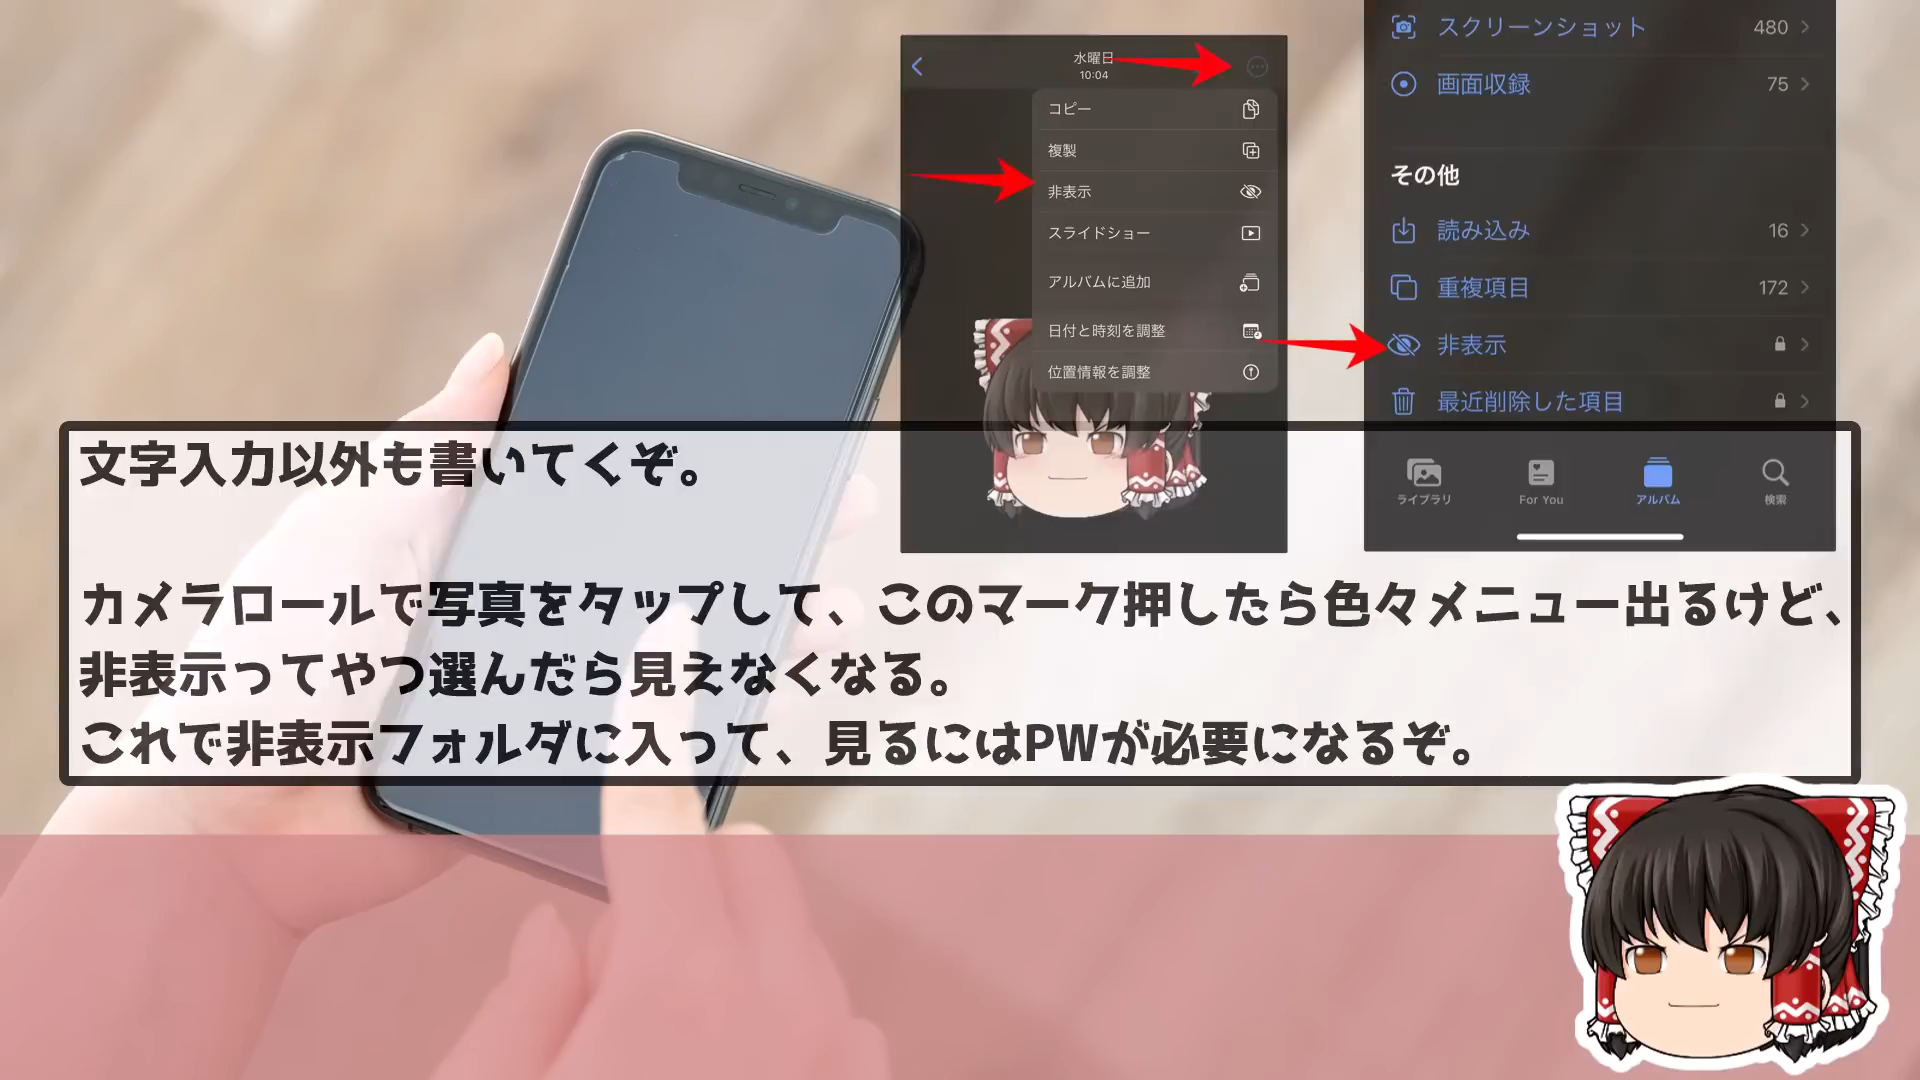 水曜日
10:04
コピー
複製
非表示
スライドショー
アルバムに追加
日付と時刻を調整
位置情報を調整
スクリーンショット 480
画面収録 75
その他
読み込み 16
重複項目 172
非表示
最近削除した項目
ライブラリ For You アルバム 検索
文字入力以外も書いてくぞ。
カメラロールで写真をタップして、このマーク押したら色々メニュー出るけど、
非表示ってやつ選んだら見えなくなる。
これで非表示フォルダに入って、見るにはPWが必要になるぞ。